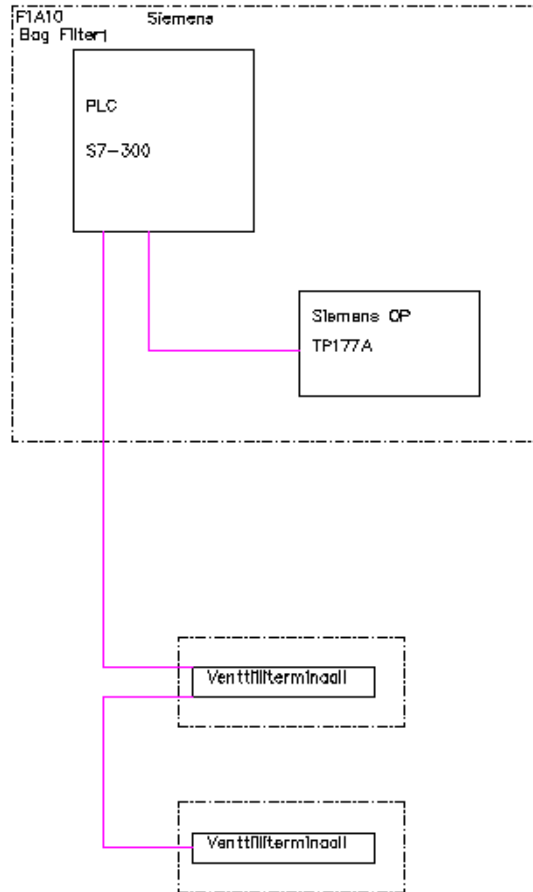 F1A10 Siemens
Bag Filter1
PLC
S7-300
Siemens OP
TP177A
Venttiiliterminaali
Venttiiliterminaali